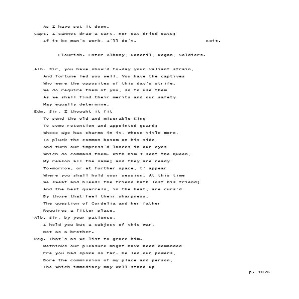 As I have set it down.
Capt. I cannot draw a cart, nor eat dried oats;
If it be man's work, I'll do't. Exit.
Flourish. Enter Albany, Goneril, Regan, Soldiers.
Alb. Sir, you have show'd to-day your valiant strain,
And fortune led you well. You have the captives
Who were the opposites of this day's strife.
We do require them of you, so to use them
As we shall find their merits and our safety
May equally determine.
Edm. Sir, I thought it fit
To send the old and miserable King
To some retention and appointed guard;
Whose age has charms in it, whose title more,
To pluck the common bosom on his side
And turn our impress'd lances in our eyes
Which do command them. With him I sent the Queen,
My reason all the same; and they are ready
To-morrow, or at further space, t' appear
Where you shall hold your session. At this time
We sweat and bleed: the friend hath lost his friend;
And the best quarrels, in the heat, are curs'd
By those that feel their sharpness.
The question of Cordelia and her father
Requires a fitter place.
Alb. Sir, by your patience,
I hold you but a subject of this war,
Not as a brother.
Reg. That's as we list to grace him.
Methinks our pleasure might have been demanded
Ere you had spoke so far. He led our powers,
Bore the commission of my place and person,
The which immediacy may well stand up